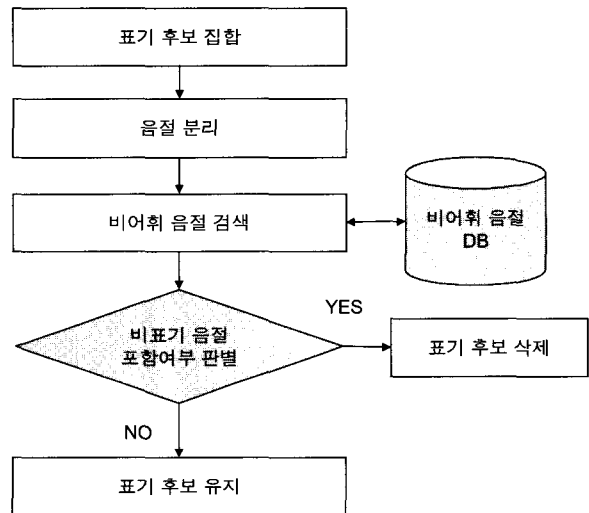 표기 후보 집합
음절 분리
비어휘 음절 검색
비어휘 음절
DB
비표기 음절
포함여부 판별
YES
표기 후보 삭제
NO
표기 후보 유지